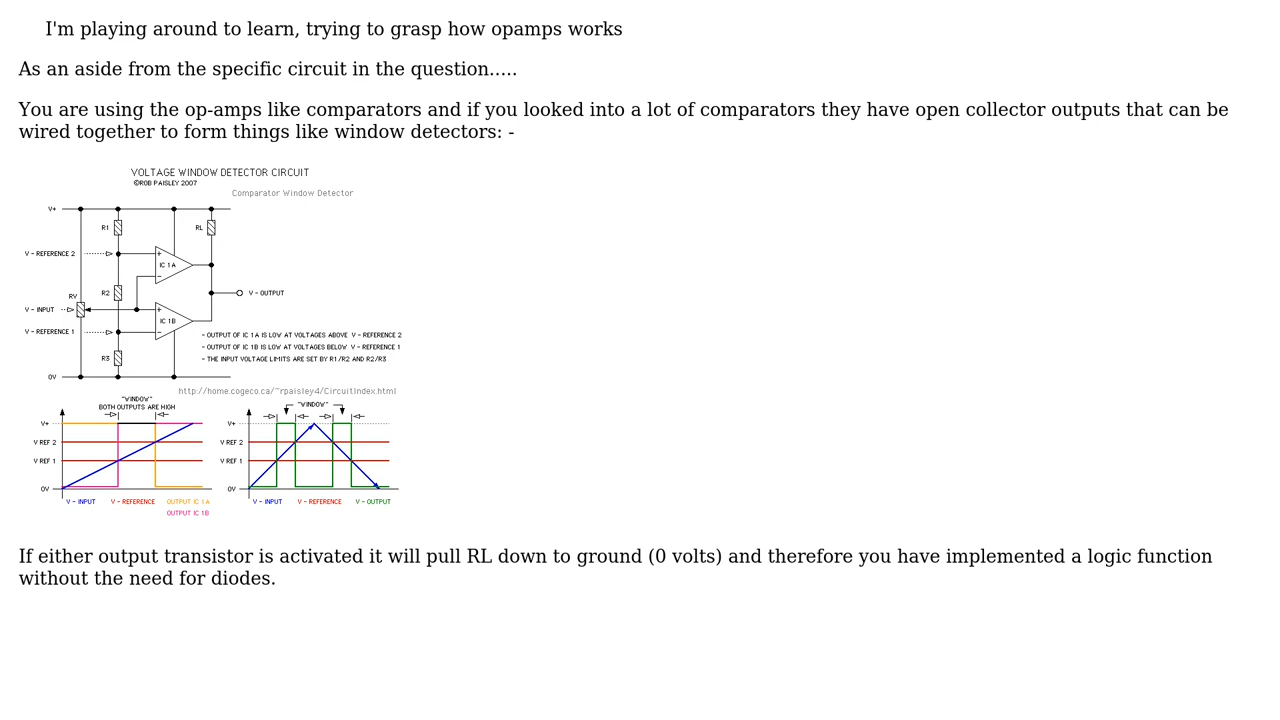 I'm playing around to learn, trying to grasp how opamps works
As an aside from the specific circuit in the question.....
You are using the op-amps like comparators and if you looked into a lot of comparators they have open collector outputs that can be
wired together to form things like window detectors: -
VOLTAGE WINDOW DETECTOR CIRCUIT
©ROB PAISLEY 2007
Comparator Window Detector
V+
R1
RL
V - REFERENCE 2
+
IC 1A
-
R2
V - OUTPUT
RV
V - INPUT
+
IC 1B
-
V - REFERENCE 1
- OUTPUT OF IC 1A IS LOW AT VOLTAGES ABOVE V - REFERENCE 2
- OUTPUT OF IC 1B IS LOW AT VOLTAGES BELOW V - REFERENCE 1
- THE INPUT VOLTAGE LIMITS ARE SET BY R1/R2 AND R2/R3
R3
0V
http://home.cogeco.ca/~rpaisley4/CircuitIndex.html
"WINDOW"
BOTH OUTPUTS ARE HIGH
V+
V REF 2
V REF 1
0V
V - INPUT V - REFERENCE OUTPUT IC 1A
OUTPUT IC 1B
"WINDOW"
V+
V REF 2
V REF 1
0V
V - INPUT V - REFERENCE V - OUTPUT
If either output transistor is activated it will pull RL down to ground (0 volts) and therefore you have implemented a logic function
without the need for diodes.